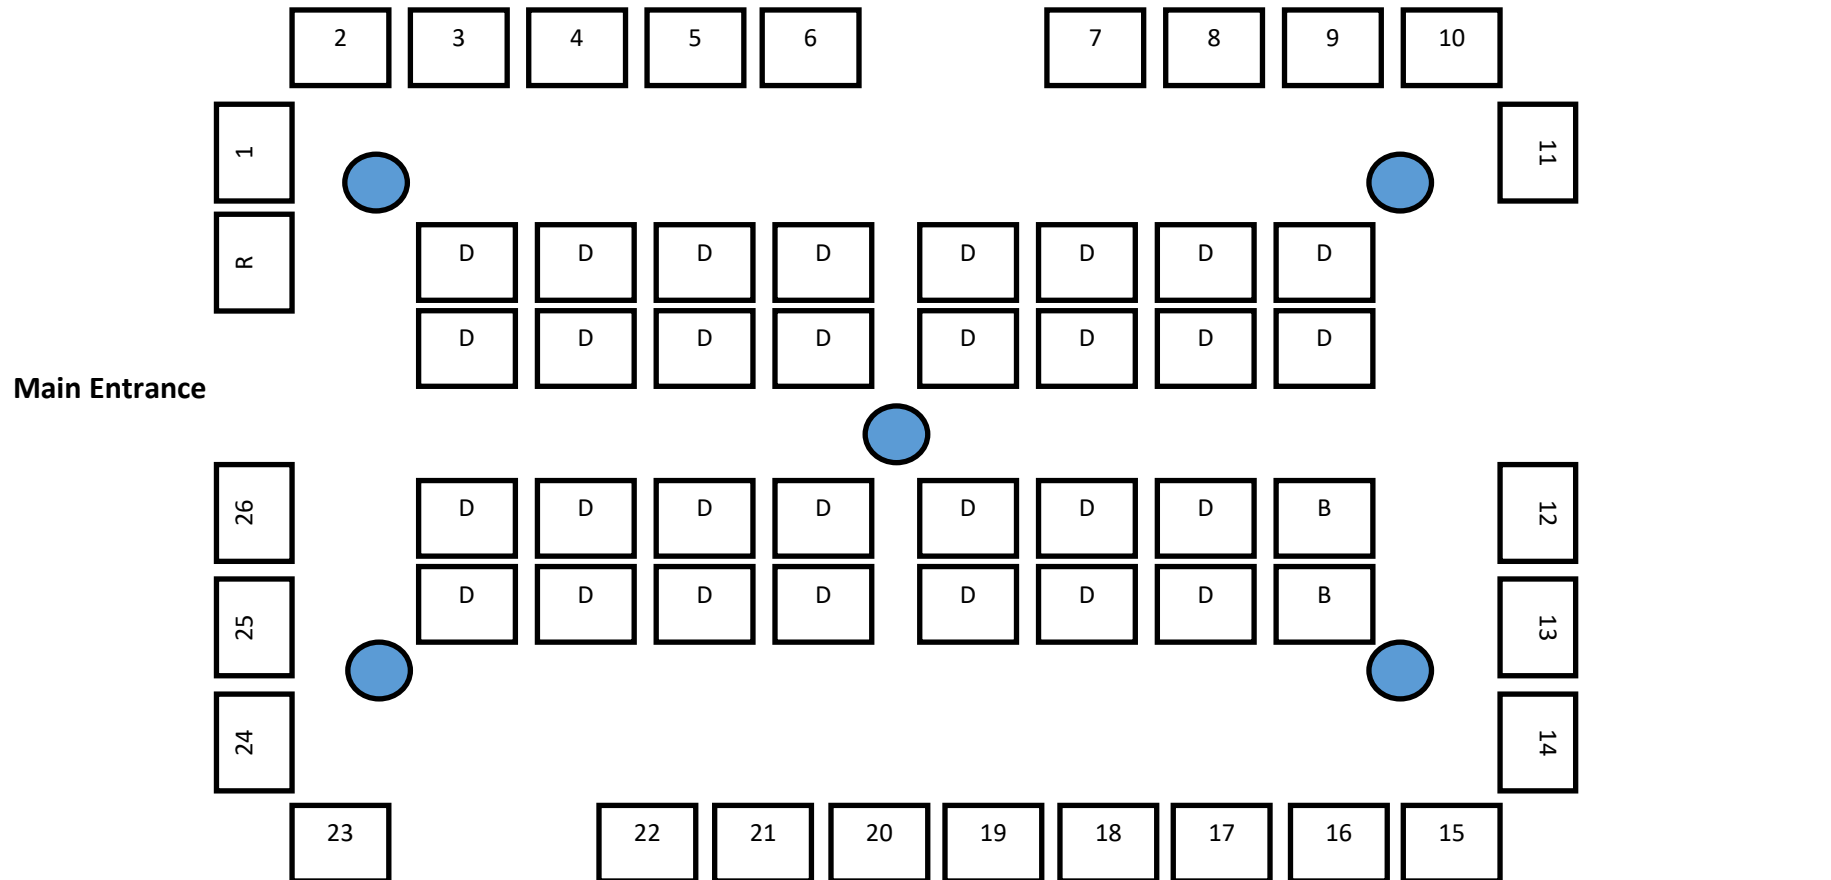 2 3 4 5 6 7 8 9 10
1 11
R
D D D D D D D D
D D D D D D D D
Main Entrance
26 D D D D D D D B 12
25 D D D D D D D B 13
24 14
23 22 21 20 19 18 17 16 15